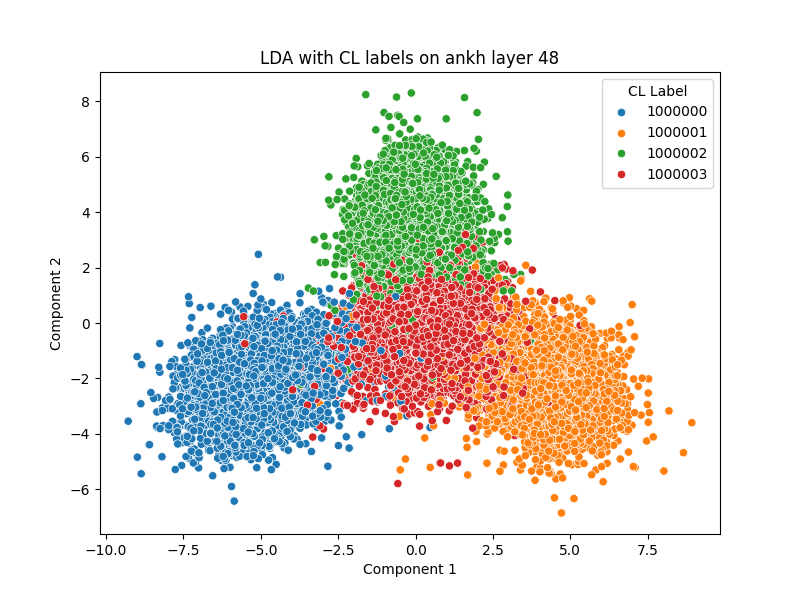 LDA with CL labels on ankh layer 48
CL Label
1000000
1000001
1000002
1000003
8
6
4
2
0
−2
−4
−6
Component 2
−10.0 −7.5 −5.0 −2.5 0.0 2.5 5.0 7.5
Component 1